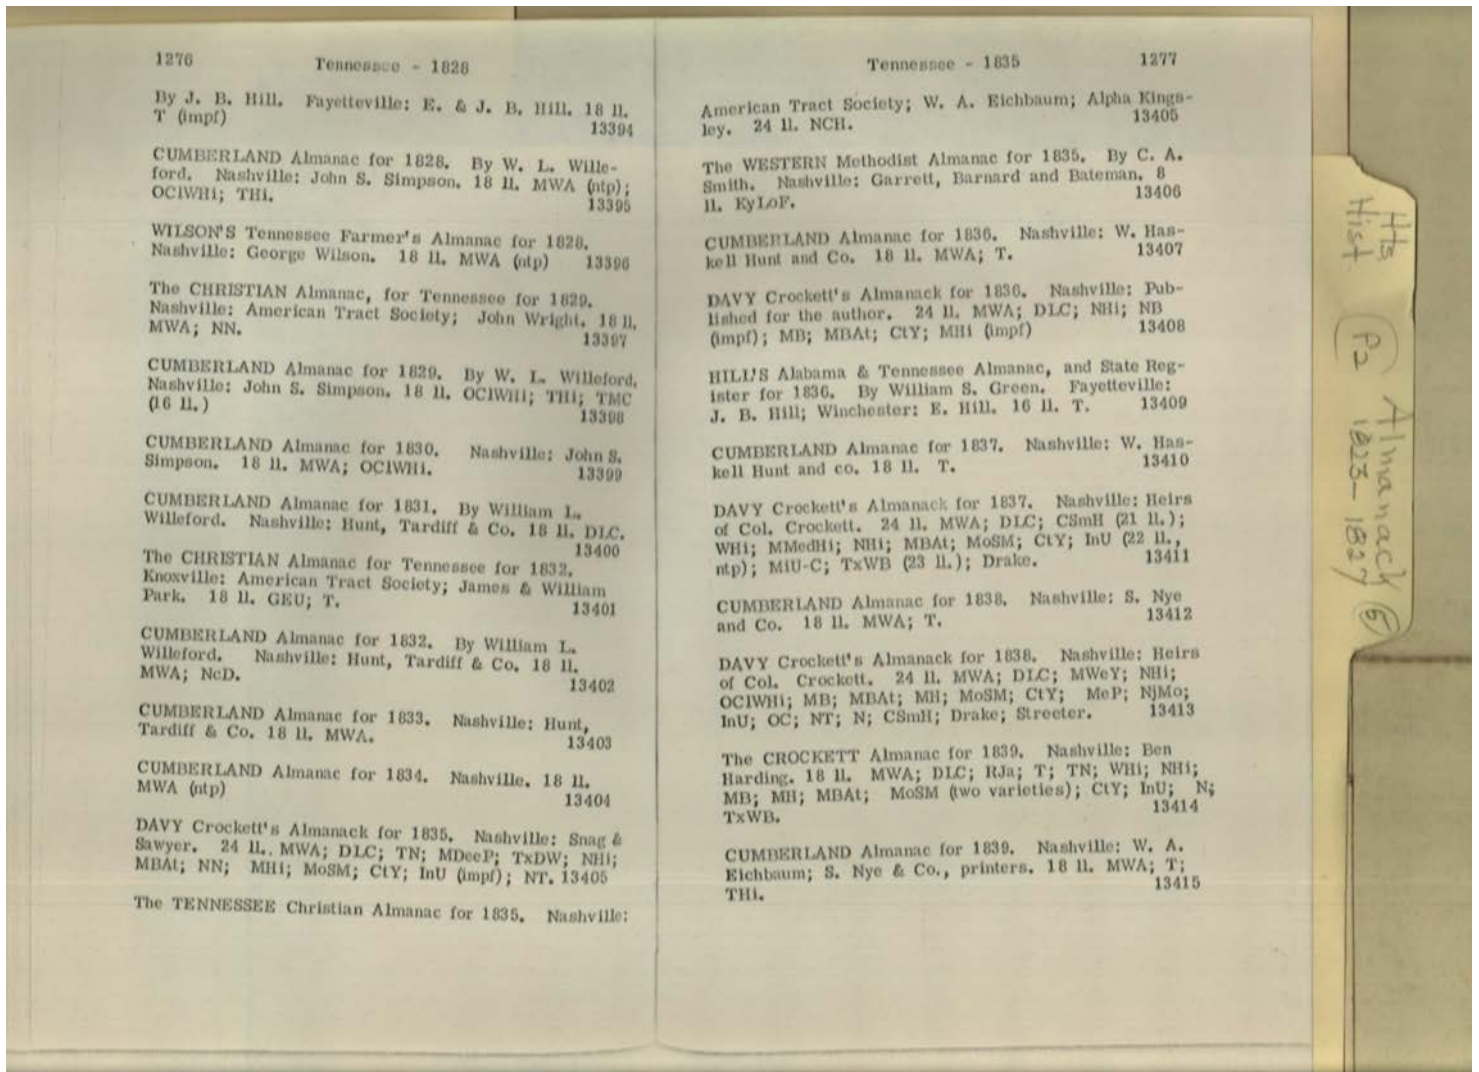 1276 Tennessee - 1828
By J. B. Hill. Fayetteville: E. & J. B. Hill. 18 ll.
T (impf) 13394
CUMBERLAND Almanac for 1828. By W. L. Wille-
ford. Nashville: John S. Simpson. 18 ll. MWA (ntp);
OClWHi; THi. 13395
WILSON'S Tennessee Farmer's Almanac for 1828.
Nashville: George Wilson. 18 ll. MWA (ntp) 13396
The CHRISTIAN Almanac, for Tennessee for 1829.
Nashville: American Tract Society; John Wright. 18 ll.
MWA; NN. 13397
CUMBERLAND Almanac for 1829. By W. L. Willeford.
Nashville: John S. Simpson. 18 ll. OClWHi; THi; TMC
(16 ll.) 13398
CUMBERLAND Almanac for 1830. Nashville: John S.
Simpson. 18 ll. MWA; OClWHi. 13399
CUMBERLAND Almanac for 1831. By William L.
Willeford. Nashville: Hunt, Tardiff & Co. 18 ll. DLC.
13400
The CHRISTIAN Almanac for Tennessee for 1832.
Knoxville: American Tract Society; James & William
Park. 18 ll. GEU; T. 13401
CUMBERLAND Almanac for 1832. By William L.
Willeford. Nashville: Hunt, Tardiff & Co. 18 ll.
MWA; NcD. 13402
CUMBERLAND Almanac for 1833. Nashville: Hunt,
Tardiff & Co. 18 ll. MWA. 13403
CUMBERLAND Almanac for 1834. Nashville. 18 ll.
MWA (ntp) 13404
DAVY Crockett's Almanack for 1835. Nashville: Snag &
Sawyer. 24 ll. MWA; DLC; TN; MDeeP; TxDW; NHi;
MBAt; NN; MHi; MoSM; CtY; InU (impf); NT. 13405
The TENNESSEE Christian Almanac for 1835. Nashville:
Tennessee - 1835 1277
American Tract Society; W. A. Eichbaum; Alpha Kings-
ley. 24 ll. NCH. 13405
The WESTERN Methodist Almanac for 1835. By C. A.
Smith. Nashville: Garrett, Barnard and Bateman. 8
ll. KyLoF. 13406
CUMBERLAND Almanac for 1836. Nashville: W. Has-
kell Hunt and Co. 18 ll. MWA; T. 13407
DAVY Crockett's Almanack for 1836. Nashville: Pub-
lished for the author. 24 ll. MWA; DLC; NHi; NB
(impf); MB; MBAt; CtY; MHi (impf) 13408
HILL'S Alabama & Tennessee Almanac, and State Reg-
ister for 1836. By William S. Green. Fayetteville:
J. B. Hill; Winchester: E. Hill. 16 ll. T. 13409
CUMBERLAND Almanac for 1837. Nashville: W. Has-
kell Hunt and co. 18 ll. T. 13410
DAVY Crockett's Almanack for 1837. Nashville: Heirs
of Col. Crockett. 24 ll. MWA; DLC; CSmH (21 ll.);
WHi; MMedHi; NHi; MBAt; MoSM; CtY; InU (22 ll.,
ntp); MiU-C; TxWB (23 ll.); Drake. 13411
CUMBERLAND Almanac for 1838. Nashville: S. Nye
and Co. 18 ll. MWA; T. 13412
DAVY Crockett's Almanack for 1838. Nashville: Heirs
of Col. Crockett. 24 ll. MWA; DLC; MWeY; NHi;
OClWHi; MB; MBAt; MH; MoSM; CtY; MeP; NjMo;
InU; OC; NT; N; CSmH; Drake; Streeter. 13413
The CROCKETT Almanac for 1839. Nashville: Ben
Harding. 18 ll. MWA; DLC; RJa; T; TN; WHi; NHi;
MB; MH; MBAt; MoSM (two varieties); CtY; InU; N;
TxWB. 13414
CUMBERLAND Almanac for 1839. Nashville: W. A.
Eichbaum; S. Nye & Co., printers. 18 ll. MWA; T;
THi. 13415
Hts
Hist. P2 Almanack 5
1823-1827